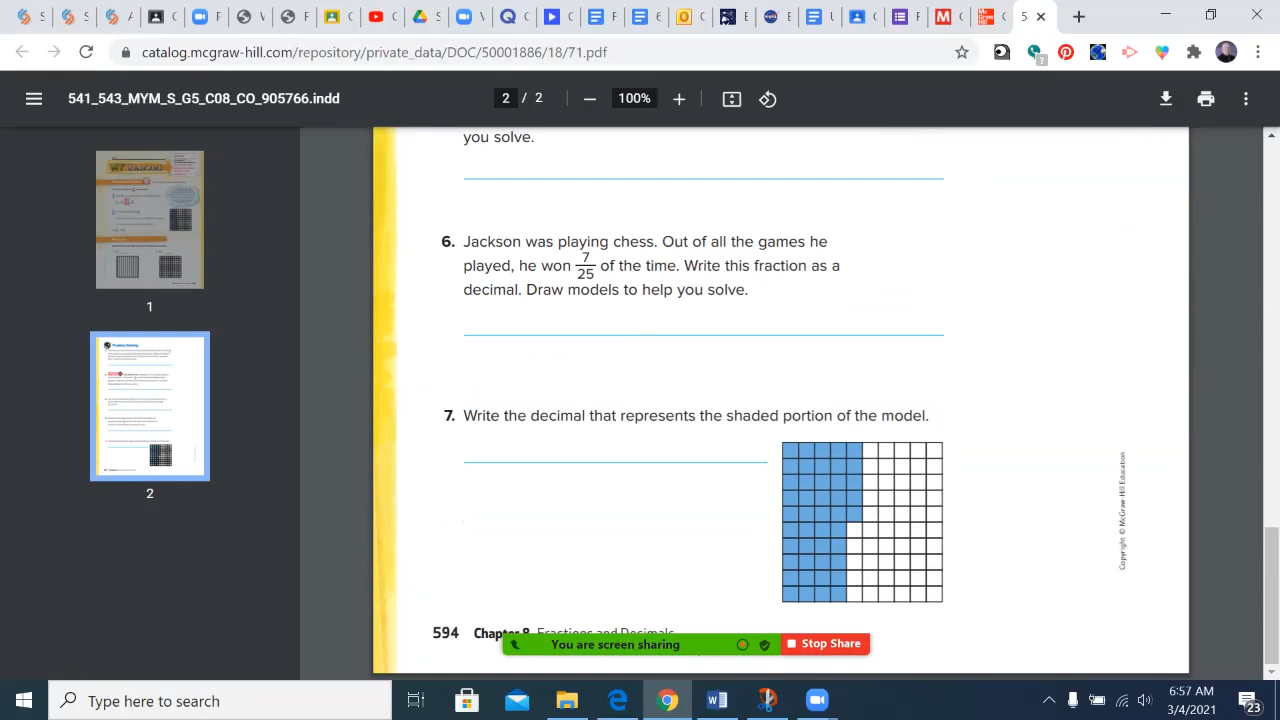 catalog.mcgraw-hill.com/repository/private_data/DOC/50001886/18/71.pdf
541_543_MYM_S_G5_C08_CO_905766.indd
2 / 2
100%
you solve.
6. Jackson was playing chess. Out of all the games he
played, he won 7/25 of the time. Write this fraction as a
decimal. Draw models to help you solve.
7. Write the decimal that represents the shaded portion of the model.
1
Problem Solving
2
Copyright © McGraw-Hill Education
594 Chapter 8 Fractions and Decimals
You are screen sharing
Stop Share
Type here to search
6:57 AM
3/4/2021
23